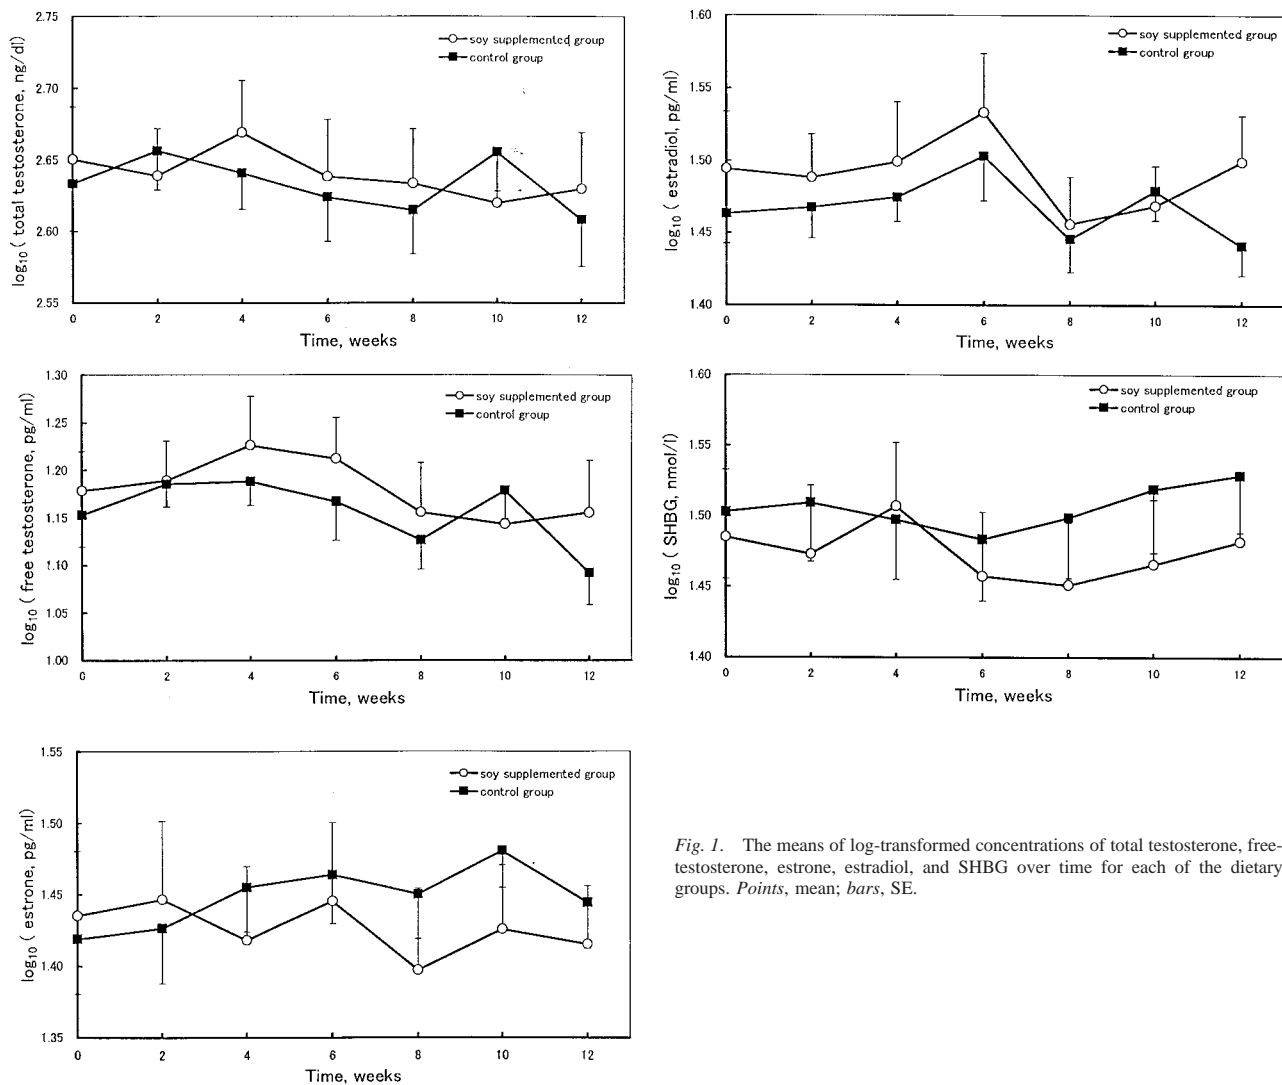 2.75
2.70
2.65
2.60
2.55
log10 ( total testosterone, ng/dl)
soy supplemented group
control group
0 2 4 6 8 10 12
Time, weeks
1.60
1.55
1.50
1.45
1.40
log10 ( estradiol, pg/ml)
soy supplemented group
control group
0 2 4 6 8 10 12
Time, weeks
1.30
1.25
1.20
1.15
1.10
1.05
1.00
log10 ( free testosterone, pg/ml)
soy supplemented group
control group
0 2 4 6 8 10 12
Time, weeks
1.60
1.55
1.50
1.45
1.40
log10 ( SHBG, nmol/l)
soy supplemented group
control group
0 2 4 6 8 10 12
Time, weeks
1.55
1.50
1.45
1.40
1.35
log10 ( estrone, pg/ml)
soy supplemented group
control group
0 2 4 6 8 10 12
Time, weeks
Fig. 1. The means of log-transformed concentrations of total testosterone, free-
testosterone, estrone, estradiol, and SHBG over time for each of the dietary
groups. Points, mean; bars, SE.